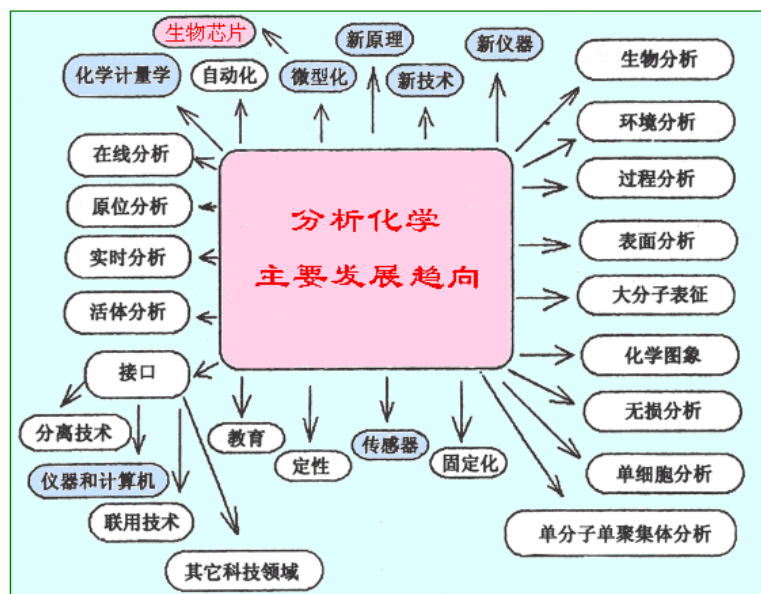 生物芯片
新原理
新仪器
化学计量学
自动化
微型化
新技术
生物分析
环境分析
在线分析
过程分析
原位分析
分析化学
主要发展趋向
表面分析
实时分析
大分子表征
活体分析
化学图象
接口
无损分析
分离技术
教育
定性
传感器
固定化
单细胞分析
仪器和计算机
联用技术
单分子单聚集体分析
其它科技领域